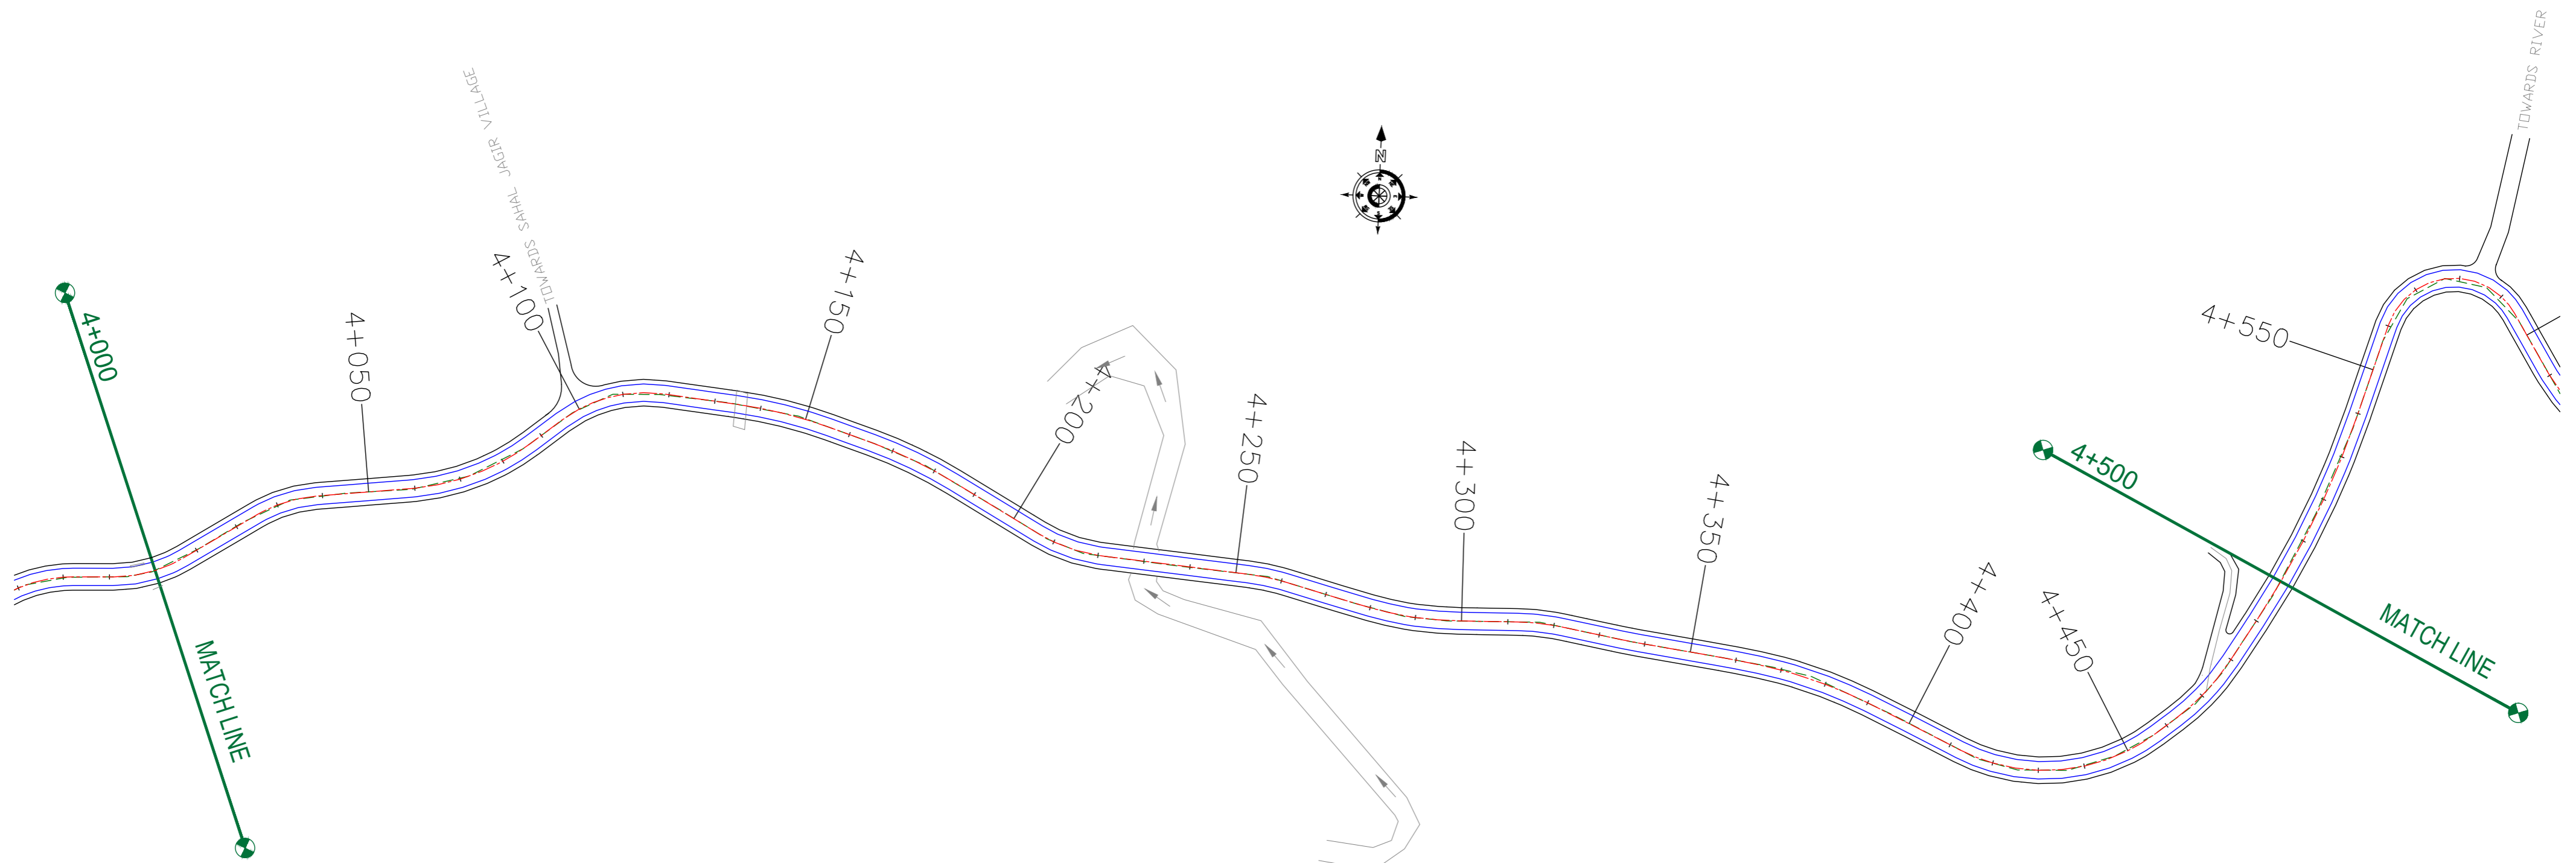 TOWARDS SAHAL JAGIR VILLAGE
TOWARDS RIVER
N
4+000
MATCH LINE
4+050
4+100
4+150
4+200
4+250
4+300
4+350
4+400
4+450
4+500
MATCH LINE
4+550